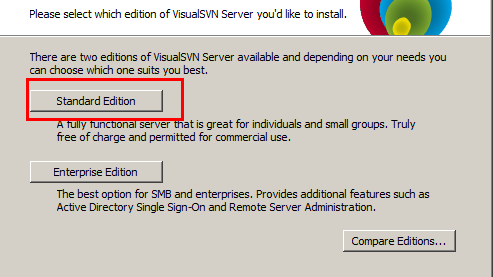 Please select which edition of VisualSVN Server you'd like to install.
There are two editions of VisualSVN Server available and depending on your needs you
can choose which one suits you best.
Standard Edition
A fully functional server that is great for individuals and small groups. Truly
free of charge and permitted for commercial use.
Enterprise Edition
The best option for SMB and enterprises. Provides additional features such as
Active Directory Single Sign-On and Remote Server Administration.
Compare Editions...